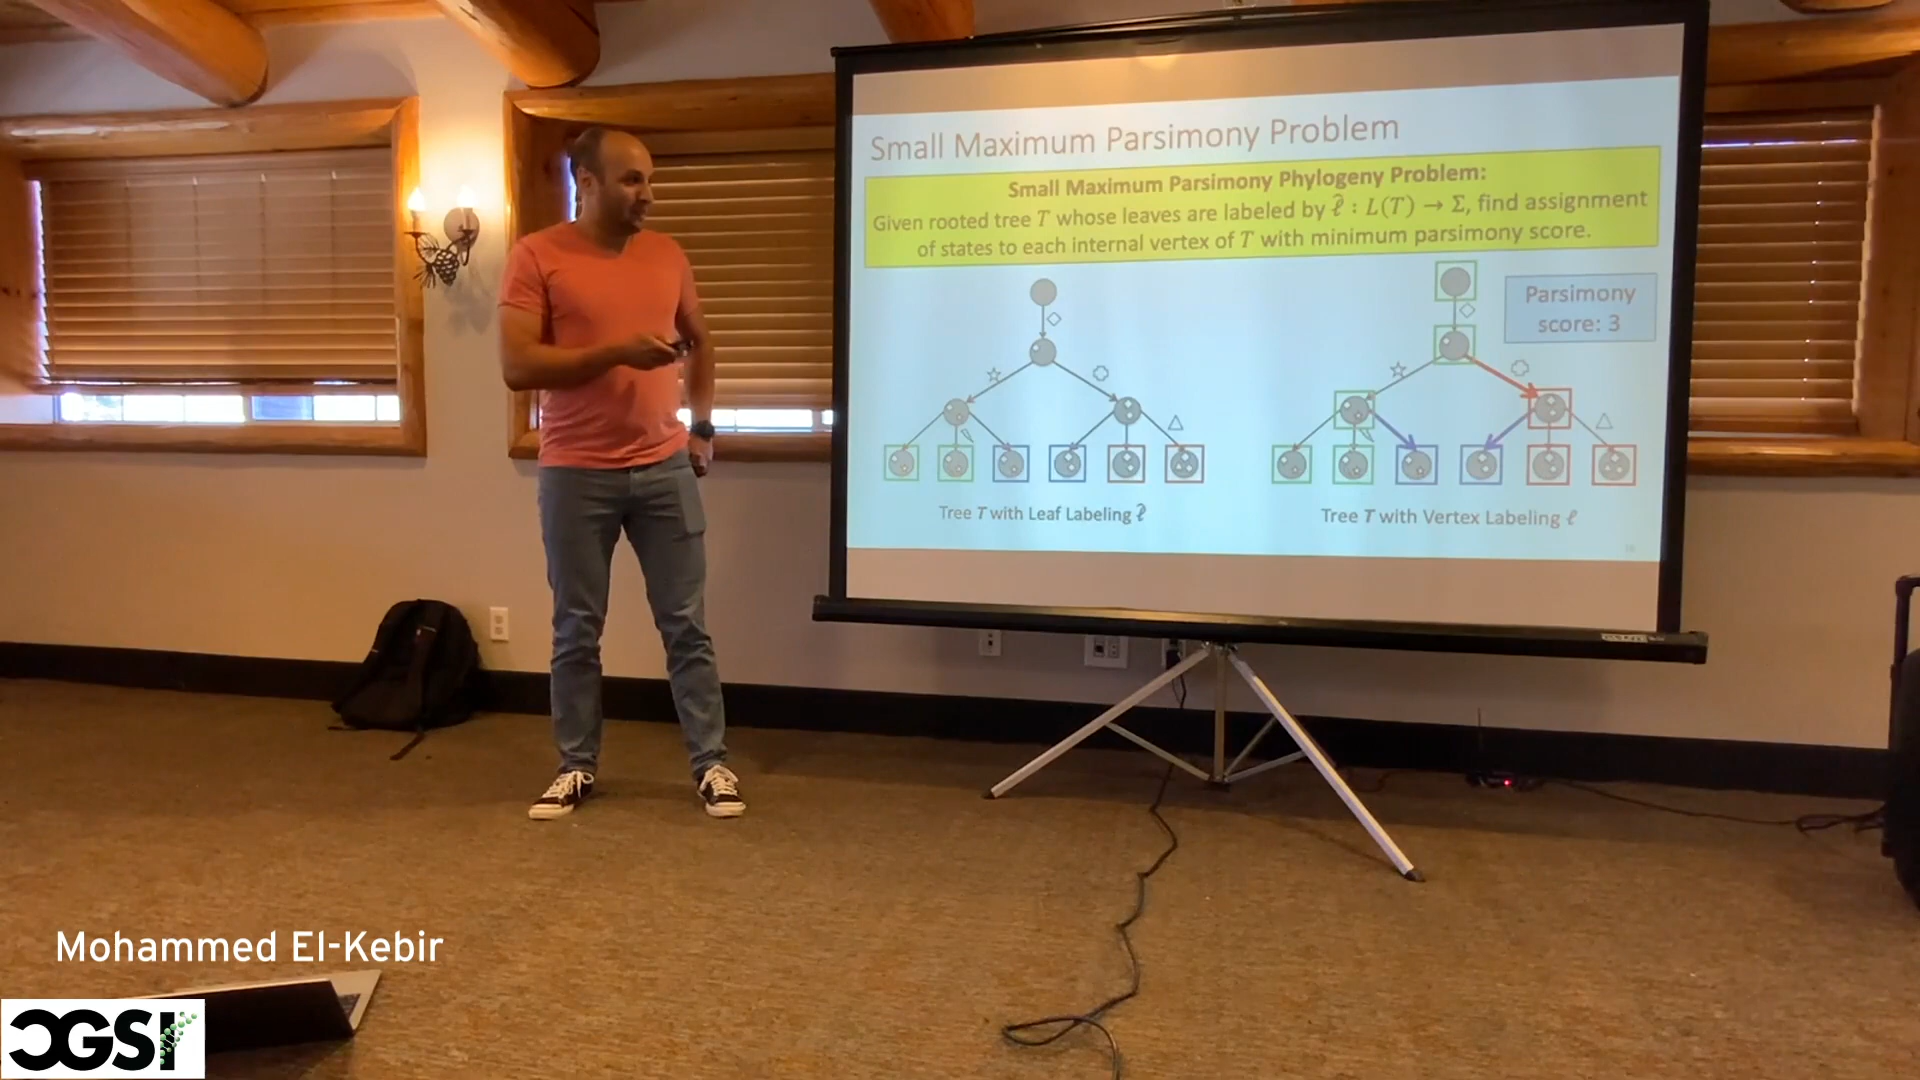 Small Maximum Parsimony Problem
Small Maximum Parsimony Phylogeny Problem:
Given rooted tree T whose leaves are labeled by ℓ̂ : L(T) → Σ, find assignment
of states to each internal vertex of T with minimum parsimony score.
Parsimony
score: 3
Tree T with Leaf Labeling ℓ̂
Tree T with Vertex Labeling ℓ
Mohammed El-Kebir
CGSI